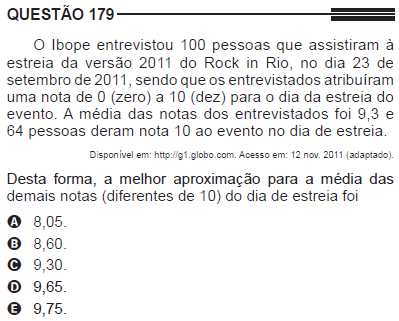 QUESTÃO 179
O Ibope entrevistou 100 pessoas que assistiram à
estreia da versão 2011 do Rock in Rio, no dia 23 de
setembro de 2011, sendo que os entrevistados atribuíram
uma nota de 0 (zero) a 10 (dez) para o dia da estreia do
evento. A média das notas dos entrevistados foi 9,3 e
64 pessoas deram nota 10 ao evento no dia de estreia.
Disponível em: http://g1.globo.com. Acesso em: 12 nov. 2011 (adaptado).
Desta forma, a melhor aproximação para a média das
demais notas (diferentes de 10) do dia de estreia foi
A 8,05.
B 8,60.
C 9,30.
D 9,65.
E 9,75.